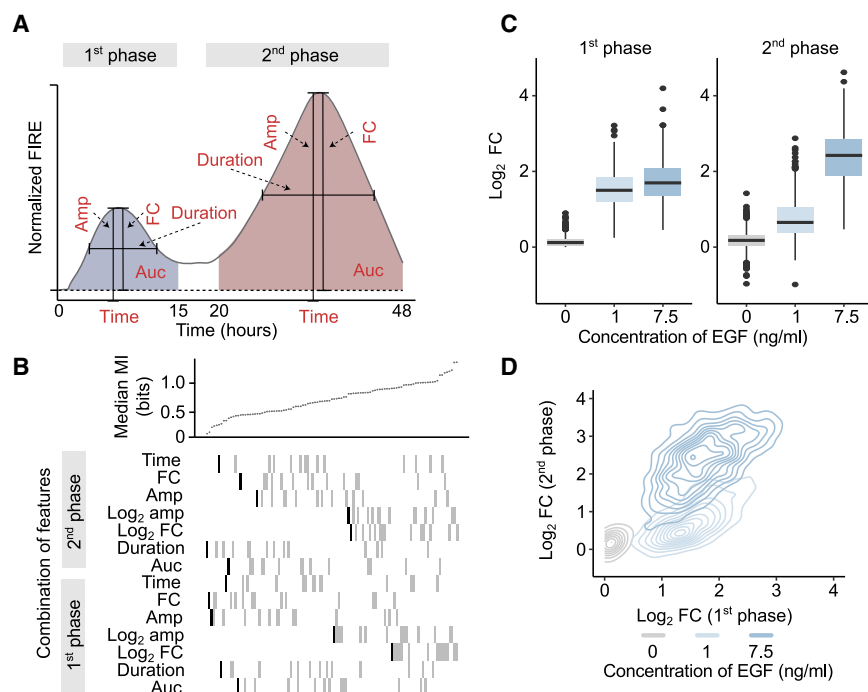 A
1st phase
2nd phase
Normalized FIRE
Amp
FC
Duration
Auc
Time
Amp
FC
Duration
Auc
Time
0 15 20 48
Time (hours)
B
Median MI
(bits)
1.0
0.5
0
Combination of features
2nd phase
Time
FC
Amp
Log2 amp
Log2 FC
Duration
Auc
1st phase
Time
FC
Amp
Log2 amp
Log2 FC
Duration
Auc
C
1st phase
2nd phase
Log2 FC
4
2
0
0 1 7.5
4
2
0
0 1 7.5
Concentration of EGF (ng/ml)
D
Log2 FC (2nd phase)
4
3
2
1
0
0 1 2 3 4
Log2 FC (1st phase)
0 1 7.5
Concentration of EGF (ng/ml)